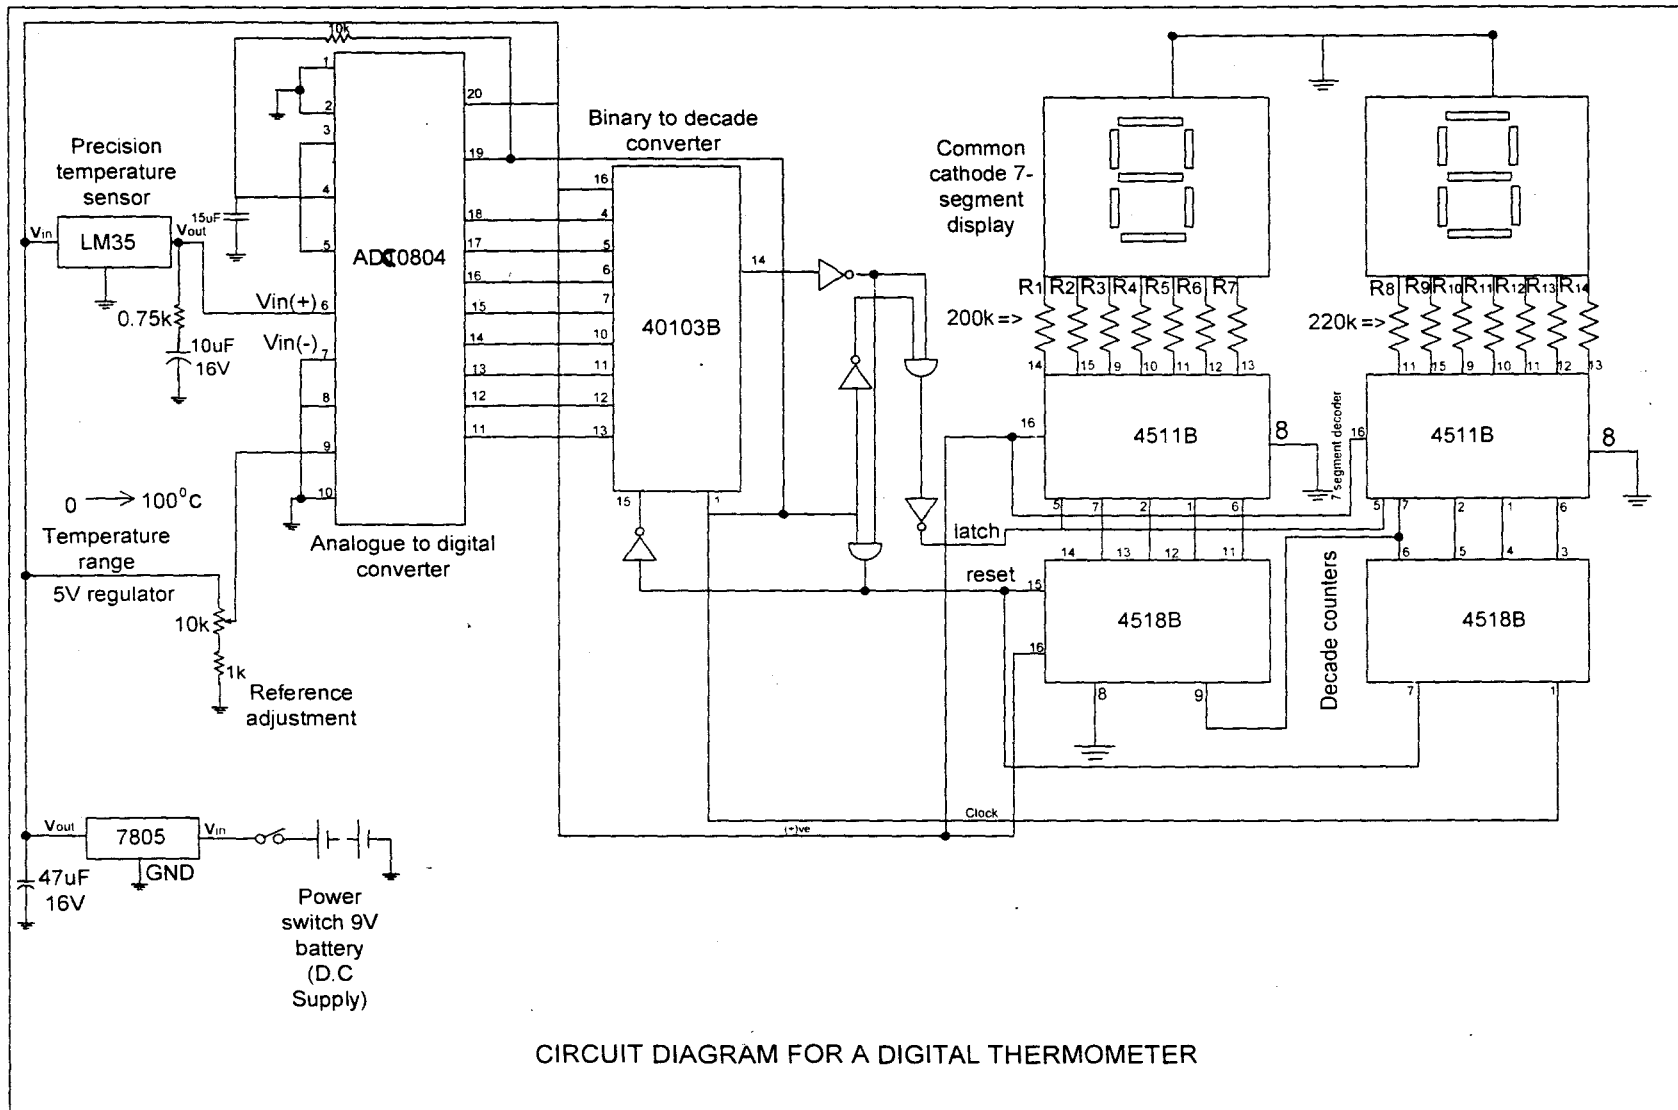 10k
1
2
3
4
5
6
7
8
9
10
20
19
18
17
16
15
14
13
12
11
Precision
temperature
sensor
Vin
LM35
Vout
15uF
0.75k
10uF
16V
Vin(+)
Vin(-)
ADC0804
Analogue to digital
converter
0 → 100⁰C
Temperature
range
5V regulator
10k
1k
Reference
adjustment
Vout
7805
Vin
GND
47uF
16V
Power
switch 9V
battery
(D.C
Supply)
Binary to decade
converter
16
4
5
6
7
10
11
12
13
14
40103B
15
1
Common
cathode 7-
segment
display
R1 R2 R3 R4 R5 R6 R7
200k =>
14 15 9 10 11 12 13
16
4511B
8
5 7 2 1 6
latch
14 13 12 11
reset
15
4518B
16
8
9
R8 R9 R10 R11 R12 R13 R14
220k =>
11 15 9 10 11 12 13
7 segment decoder
16
4511B
8
5 7 2 1 6
6 5 4 3
4518B
Decade counters
7
1
Clock
(+)ve
CIRCUIT DIAGRAM FOR A DIGITAL THERMOMETER